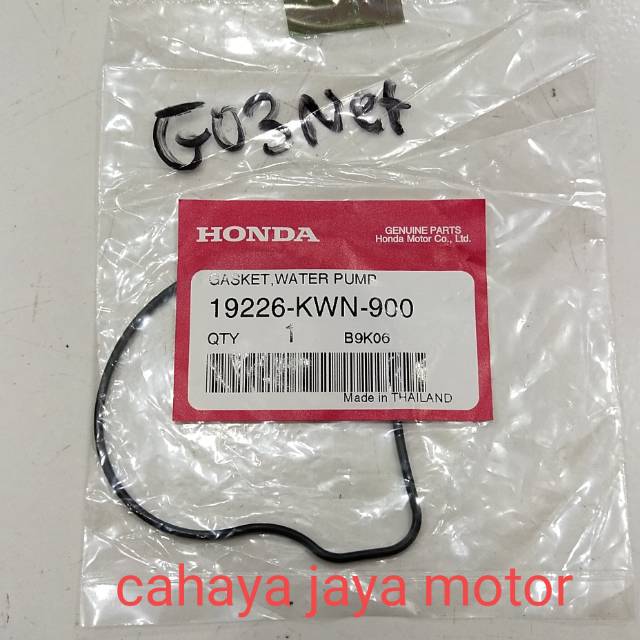 G03Net
HONDA
GENUINE PARTS
Honda Motor Co., Ltd.
GASKET,WATER PUMP
19226-KWN-900
QTY 1 B9K06
Made in THAILAND
cahaya jaya motor